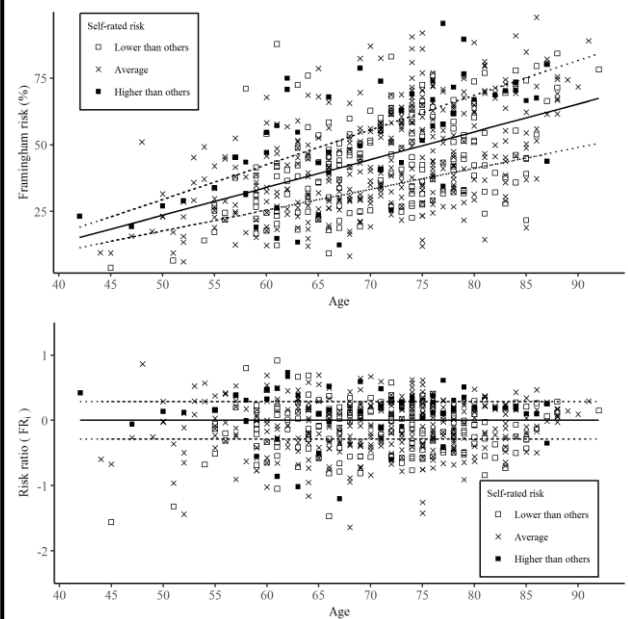 Self-rated risk
Lower than others
Average
Higher than others
Framingham risk (%)
75
50
25
40 45 50 55 60 65 70 75 80 85 90
Age
Risk ratio ( FRᵢ )
1
0
-1
-2
Self-rated risk
Lower than others
Average
Higher than others
40 45 50 55 60 65 70 75 80 85 90
Age